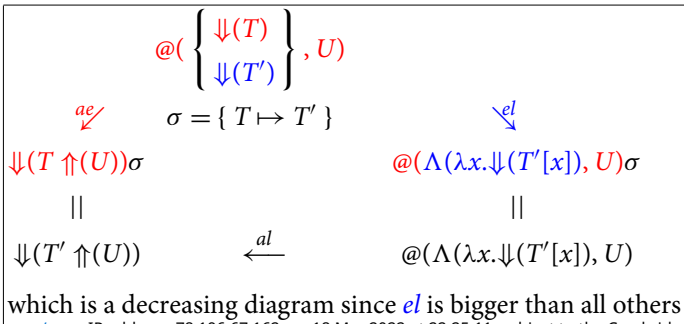 @( { ⇓(T) ⇓(T′) } , U)
ae σ = { T ↦ T′ } el
⇓(T ⇑(U))σ @(Λ(λx.⇓(T′[x]), U)σ
|| ||
⇓(T′ ⇑(U)) al ⟵ @(Λ(λx.⇓(T′[x]), U)
which is a decreasing diagram since el is bigger than all others